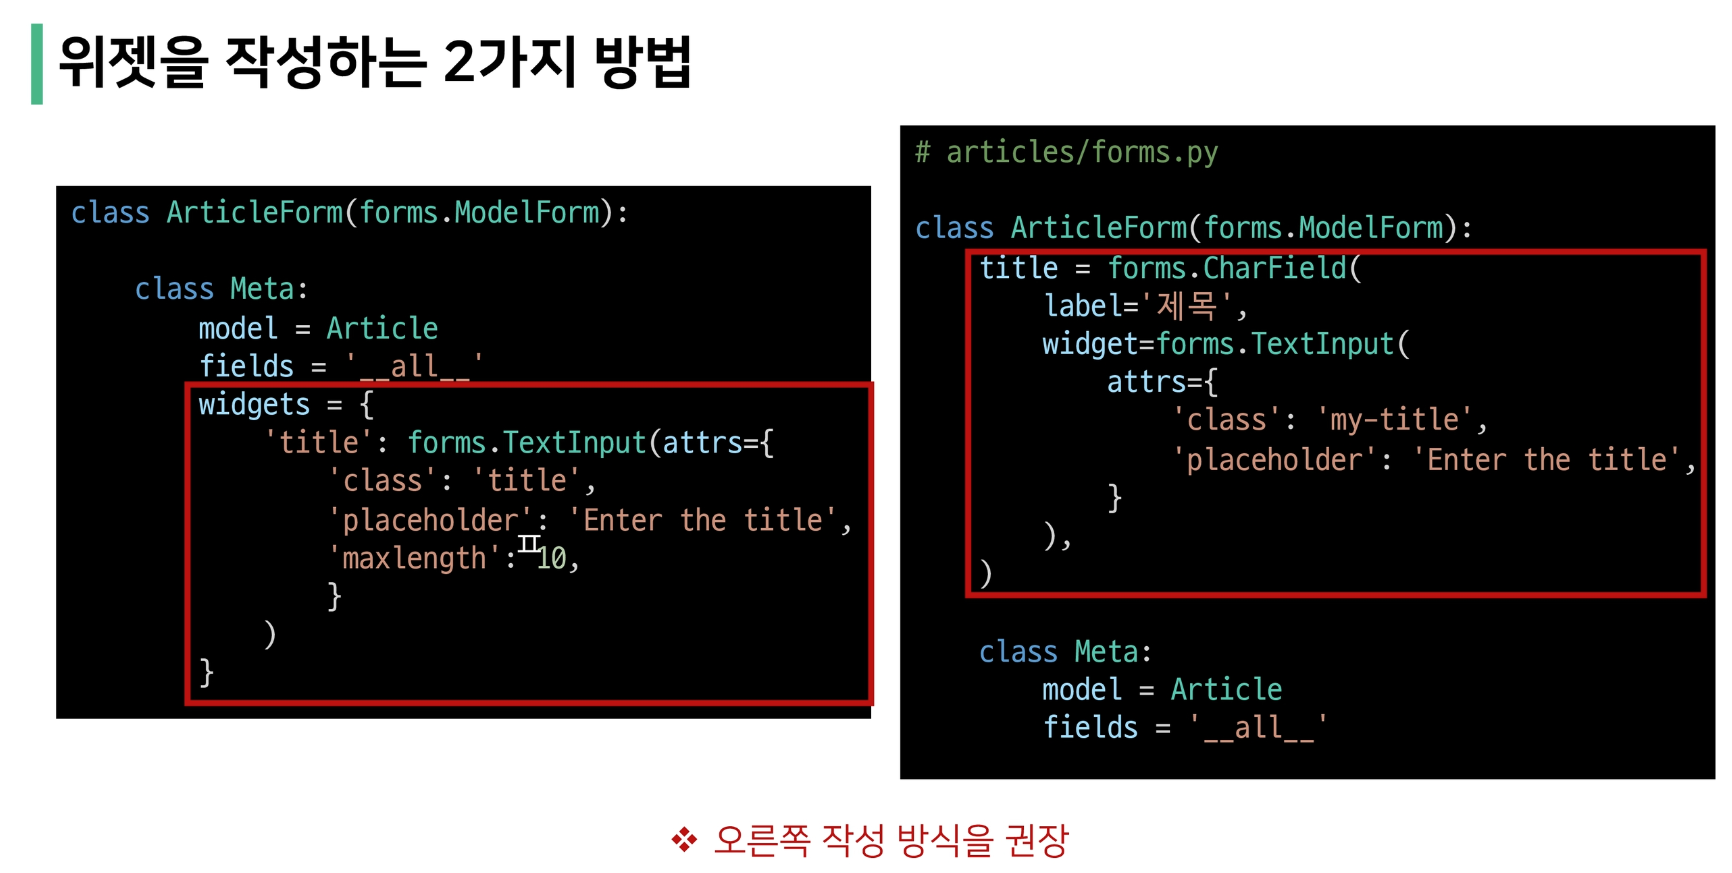 위젯을 작성하는 2가지 방법
class ArticleForm(forms.ModelForm):
    class Meta:
        model = Article
        fields = '__all__'
        widgets = {
            'title': forms.TextInput(attrs={
                'class': 'title',
                'placeholder': 'Enter the title',
                'maxlength': 10,
                }
            )
        }
# articles/forms.py
class ArticleForm(forms.ModelForm):
    title = forms.CharField(
        label='제목',
        widget=forms.TextInput(
            attrs={
                'class': 'my-title',
                'placeholder': 'Enter the title',
            }
        ),
    )
    class Meta:
        model = Article
        fields = '__all__'
❖ 오른쪽 작성 방식을 권장